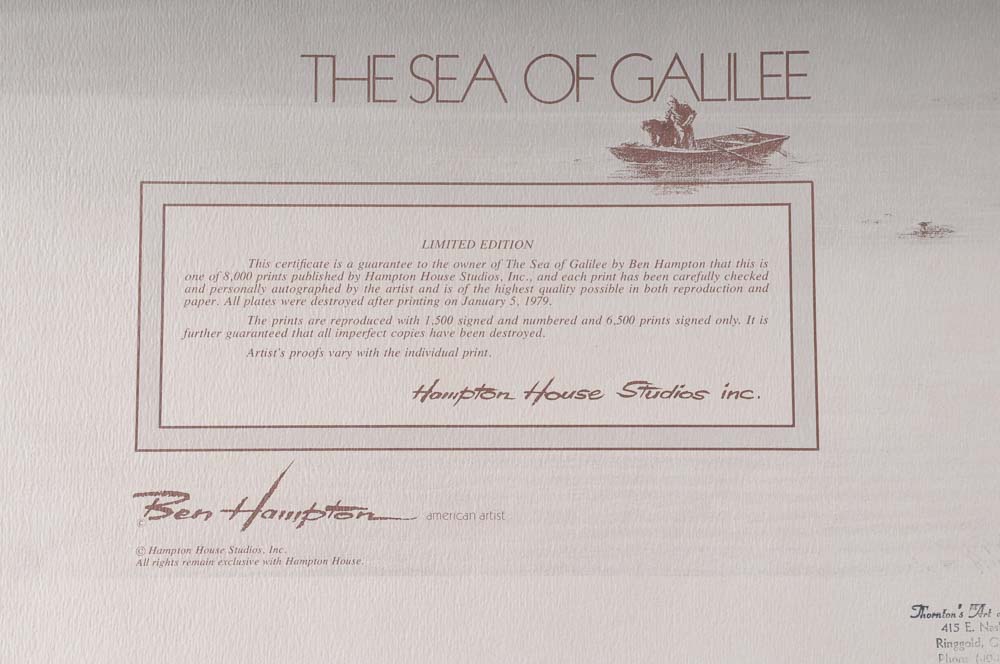 THE SEA OF GALILEE
LIMITED EDITION
This certificate is a guarantee to the owner of The Sea of Galilee by Ben Hampton that this is
one of 8,000 prints published by Hampton House Studios, Inc., and each print has been carefully checked
and personally autographed by the artist and is of the highest quality possible in both reproduction and
paper. All plates were destroyed after printing on January 5, 1979.
The prints are reproduced with 1,500 signed and numbered and 6,500 prints signed only. It is
further guaranteed that all imperfect copies have been destroyed.
Artist's proofs vary with the individual print.
Hampton House Studios inc.
© Ben Hampton american artist
© Hampton House Studios, Inc.
All rights remain exclusive with Hampton House.
Thornton's Art
415 E.
Ringgold,
Phone